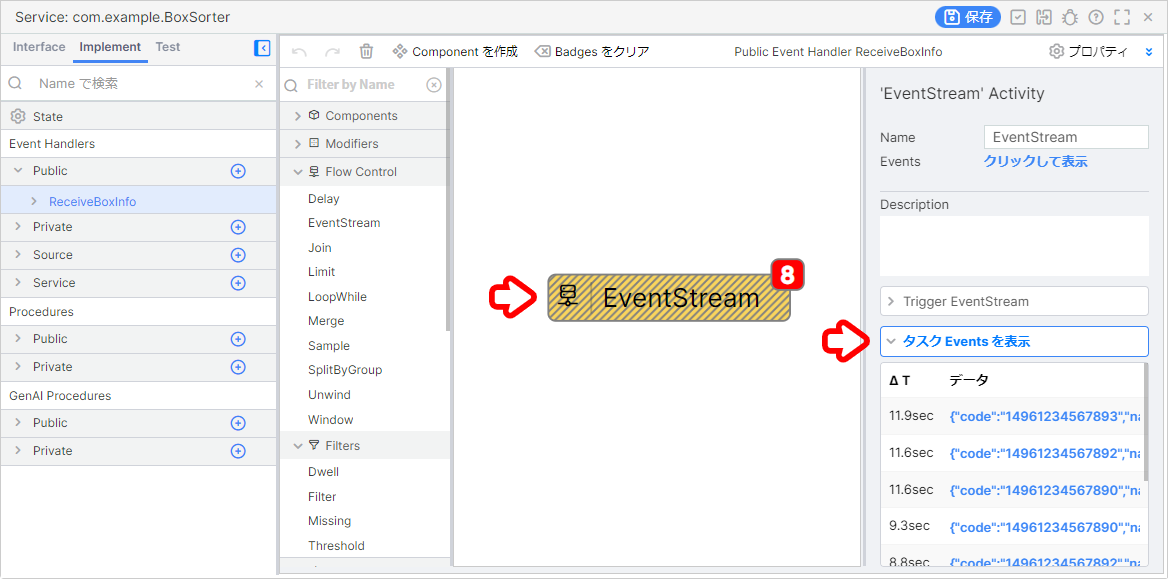 Service: com.example.BoxSorter
保存
Interface Implement Test
Name で検索
State
Event Handlers
Public
ReceiveBoxInfo
Private
Source
Service
Procedures
Public
Private
GenAI Procedures
Public
Private
Component を作成
Badges をクリア
Public Event Handler ReceiveBoxInfo
プロパティ
Filter by Name
Components
Modifiers
Flow Control
Delay
EventStream
Join
Limit
LoopWhile
Merge
Sample
SplitByGroup
Unwind
Window
Filters
Dwell
Filter
Missing
Threshold
EventStream
8
'EventStream' Activity
Name EventStream
Events クリックして表示
Description
Trigger EventStream
タスク Events を表示
Δ T データ
11.9sec {"code":"14961234567893","na
11.6sec {"code":"14961234567892","na
11.6sec {"code":"14961234567890","na
9.3sec {"code":"14961234567890","na
8.8sec {"code":"14961234567892","na